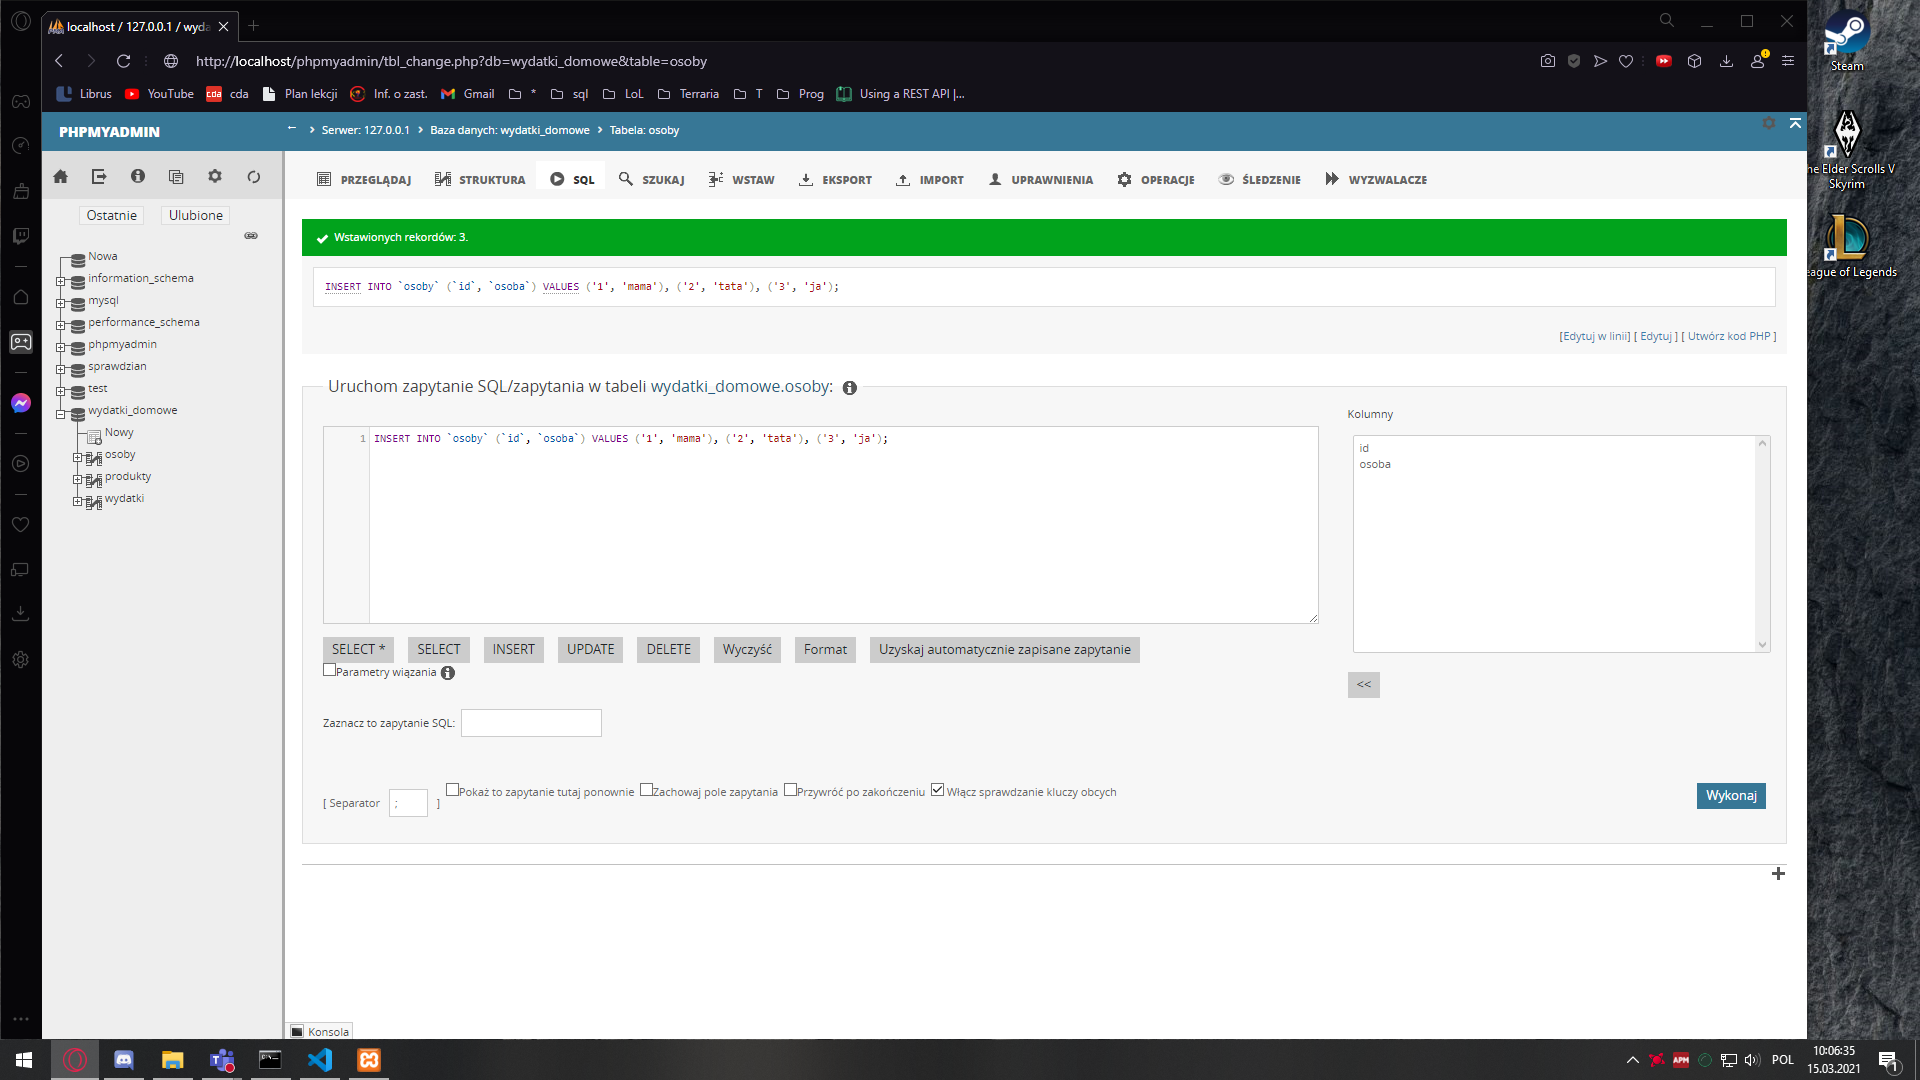 localhost / 127.0.0.1 / wyda
http://localhost/phpmyadmin/tbl_change.php?db=wydatki_domowe&table=osoby
Librus YouTube cda cda Plan lekcji Inf. o zast. Gmail * sql LoL Terraria T Prog Using a REST API |...
PHPMYADMIN
← › Serwer: 127.0.0.1 › Baza danych: wydatki_domowe › Tabela: osoby
PRZEGLĄDAJ STRUKTURA SQL SZUKAJ WSTAW EKSPORT IMPORT UPRAWNIENIA OPERACJE ŚLEDZENIE WYZWALACZE
Ostatnie Ulubione
Nowa
information_schema
mysql
performance_schema
phpmyadmin
sprawdzian
test
wydatki_domowe
Nowy
osoby
produkty
wydatki
Wstawionych rekordów: 3.
INSERT INTO `osoby` (`id`, `osoba`) VALUES ('1', 'mama'), ('2', 'tata'), ('3', 'ja');
[Edytuj w linii] [ Edytuj ] [ Utwórz kod PHP ]
Uruchom zapytanie SQL/zapytania w tabeli wydatki_domowe.osoby:
1 INSERT INTO `osoby` (`id`, `osoba`) VALUES ('1', 'mama'), ('2', 'tata'), ('3', 'ja');
Kolumny
id
osoba
<<
SELECT * SELECT INSERT UPDATE DELETE Wyczyść Format Uzyskaj automatycznie zapisane zapytanie
Parametry wiązania
Zaznacz to zapytanie SQL:
[ Separator ; ] Pokaż to zapytanie tutaj ponownie Zachowaj pole zapytania Przywróć po zakończeniu Włącz sprawdzanie kluczy obcych
Wykonaj
Konsola
Steam
he Elder Scrolls V
Skyrim
eague of Legends
APM
POL
10:06:35
15.03.2021
1